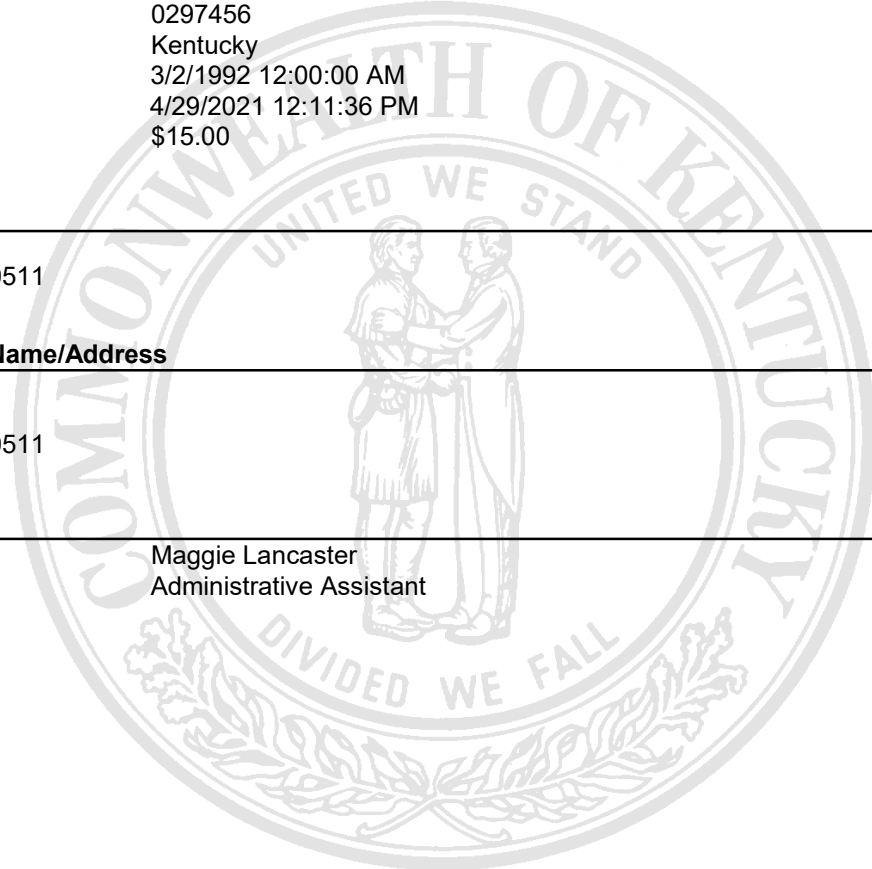 0297456
Kentucky
3/2/1992 12:00:00 AM
4/29/2021 12:11:36 PM
$15.00
COMMONWEALTH OF KENTUCKY
UNITED WE STAND
0511
Name/Address
0511
Maggie Lancaster
Administrative Assistant
DIVIDED WE FALL